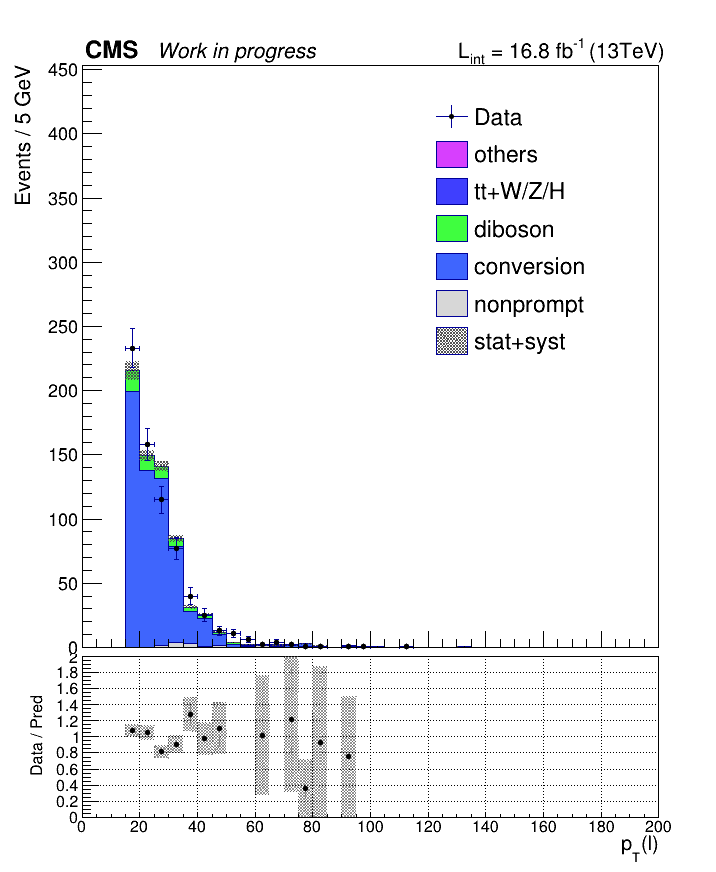 CMS Work in progress L_int = 16.8 fb^-1 (13TeV)
Events / 5 GeV
450
400
350
300
250
200
150
100
50
0
Data
others
tt+W/Z/H
diboson
conversion
nonprompt
stat+syst
Data / Pred
2
1.8
1.6
1.4
1.2
1
0.8
0.6
0.4
0.2
0
0 20 40 60 80 100 120 140 160 180 200
p_T(l)